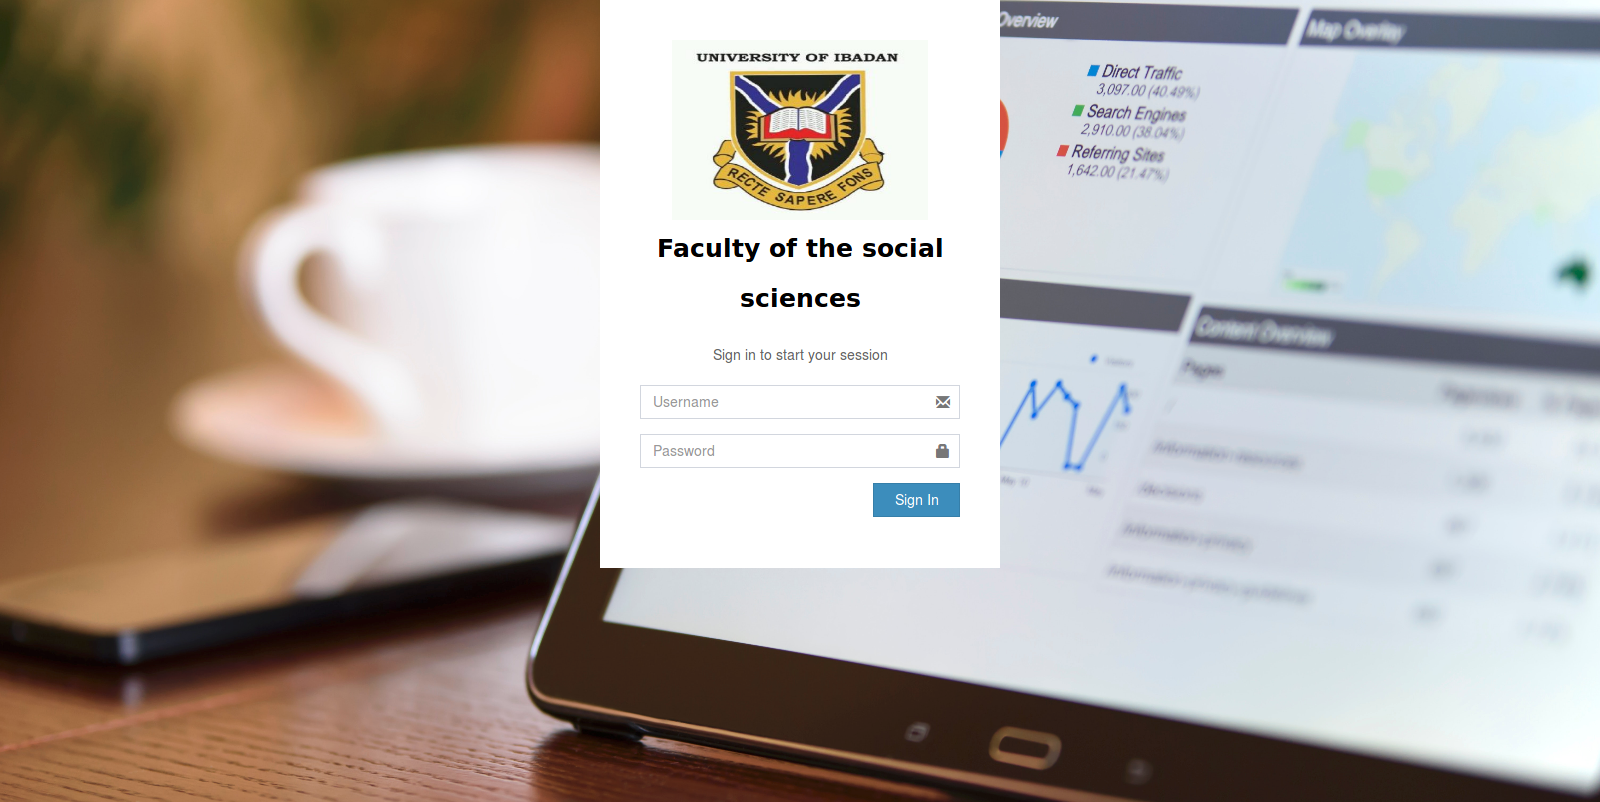 UNIVERSITY OF IBADAN
RECTE SAPERE FONS
Faculty of the social
sciences
Sign in to start your session
Username
Password
Sign In
Overview
Map Overlay
Direct Traffic
3,097.00 (40.49%)
Search Engines
2,910.00 (38.04%)
Referring Sites
1,642.00 (21.47%)
Content Overview
Pages